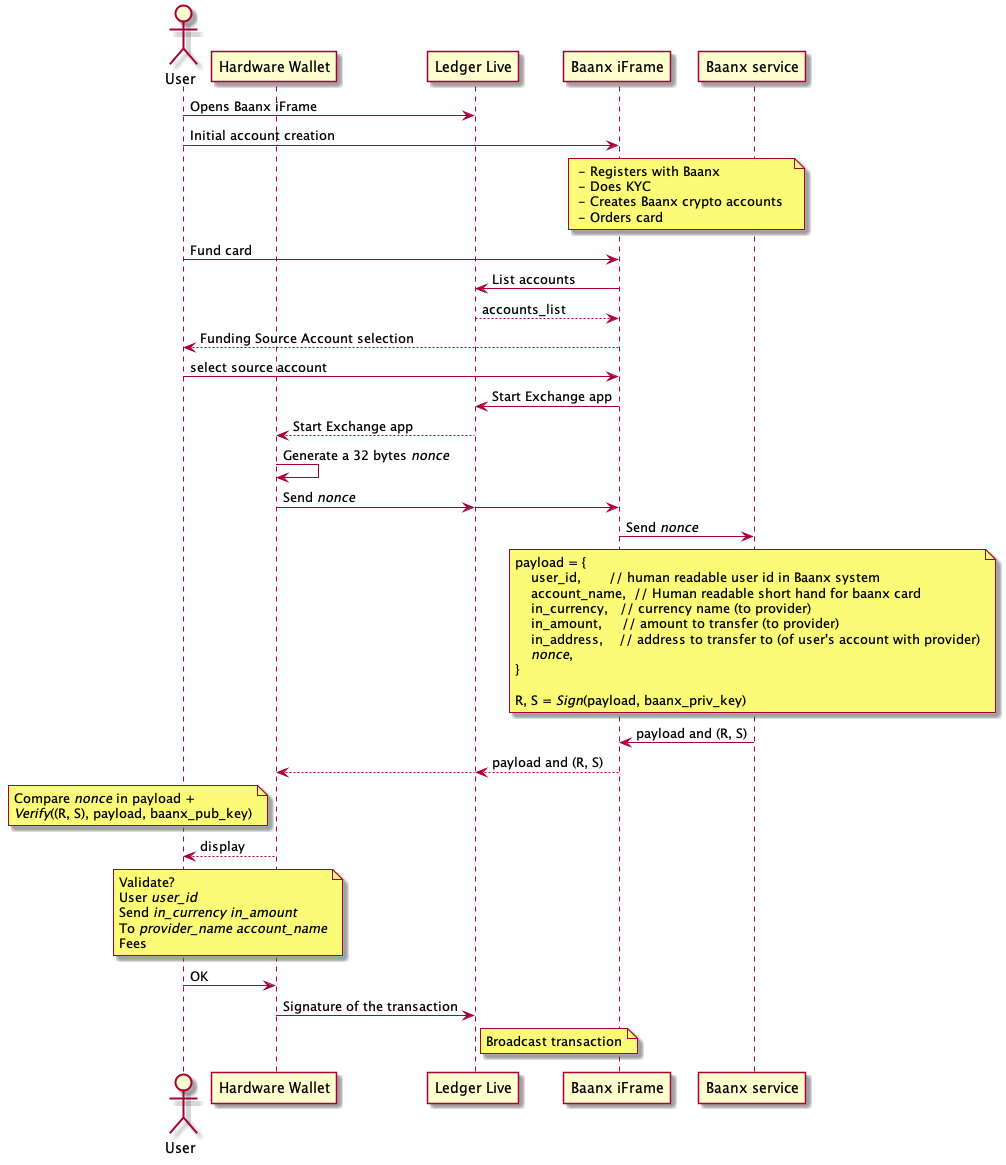 User
Hardware Wallet
Ledger Live
Baanx iFrame
Baanx service
Opens Baanx iFrame
Initial account creation
- Registers with Baanx
- Does KYC
- Creates Baanx crypto accounts
- Orders card
Fund card
List accounts
accounts_list
Funding Source Account selection
select source account
Start Exchange app
Start Exchange app
Generate a 32 bytes nonce
Send nonce
Send nonce
payload = {
user_id, // human readable user id in Baanx system
account_name, // Human readable short hand for baanx card
in_currency, // currency name (to provider)
in_amount, // amount to transfer (to provider)
in_address, // address to transfer to (of user's account with provider)
nonce,
}
R, S = Sign(payload, baanx_priv_key)
payload and (R, S)
payload and (R, S)
Compare nonce in payload +
Verify((R, S), payload, baanx_pub_key)
display
Validate?
User user_id
Send in_currency in_amount
To provider_name account_name
Fees
OK
Signature of the transaction
Broadcast transaction
User
Hardware Wallet
Ledger Live
Baanx iFrame
Baanx service